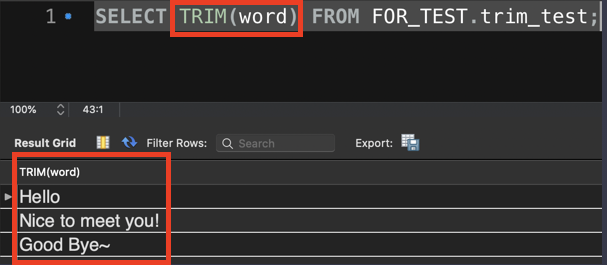 1 SELECT TRIM(word) FROM FOR_TEST.trim_test;
100% 43:1
Result Grid Filter Rows: Search Export:
TRIM(word)
Hello
Nice to meet you!
Good Bye~